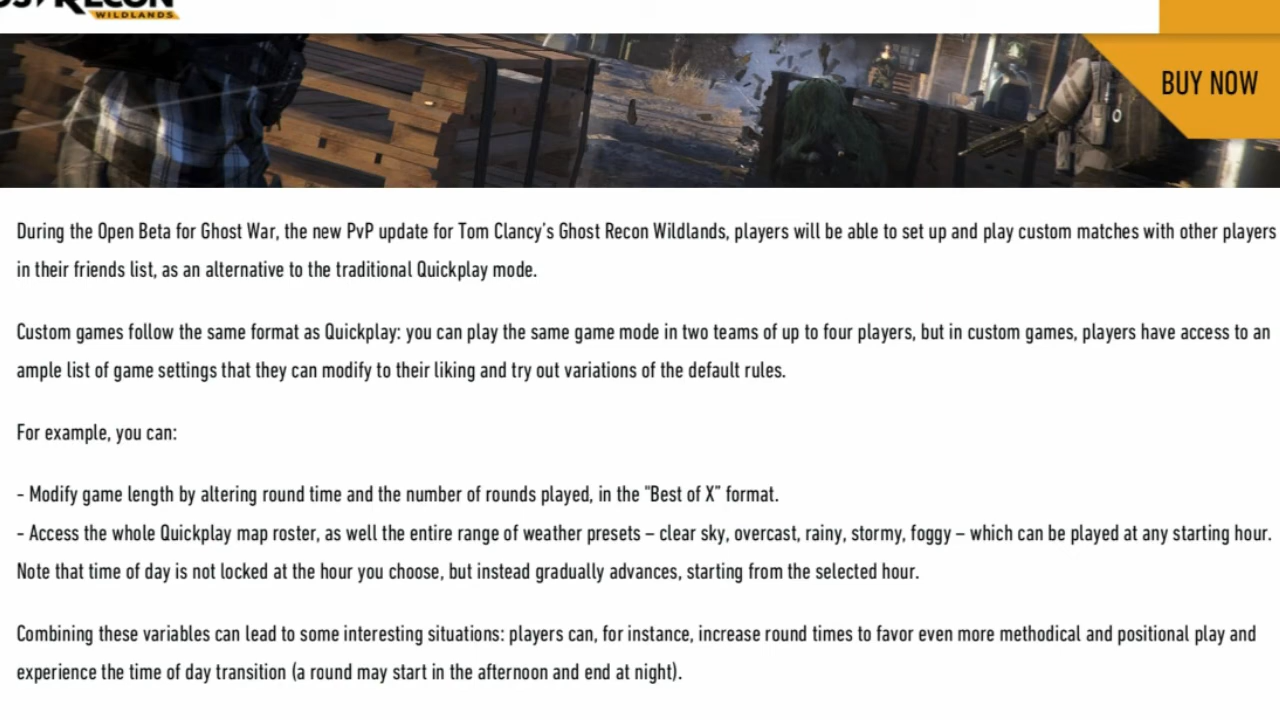 RECON
WILDLANDS
BUY NOW
During the Open Beta for Ghost War, the new PvP update for Tom Clancy's Ghost Recon Wildlands, players will be able to set up and play custom matches with other players
in their friends list, as an alternative to the traditional Quickplay mode.
Custom games follow the same format as Quickplay: you can play the same game mode in two teams of up to four players, but in custom games, players have access to an
ample list of game settings that they can modify to their liking and try out variations of the default rules.
For example, you can:
- Modify game length by altering round time and the number of rounds played, in the "Best of X" format.
- Access the whole Quickplay map roster, as well the entire range of weather presets – clear sky, overcast, rainy, stormy, foggy – which can be played at any starting hour.
Note that time of day is not locked at the hour you choose, but instead gradually advances, starting from the selected hour.
Combining these variables can lead to some interesting situations: players can, for instance, increase round times to favor even more methodical and positional play and
experience the time of day transition (a round may start in the afternoon and end at night).